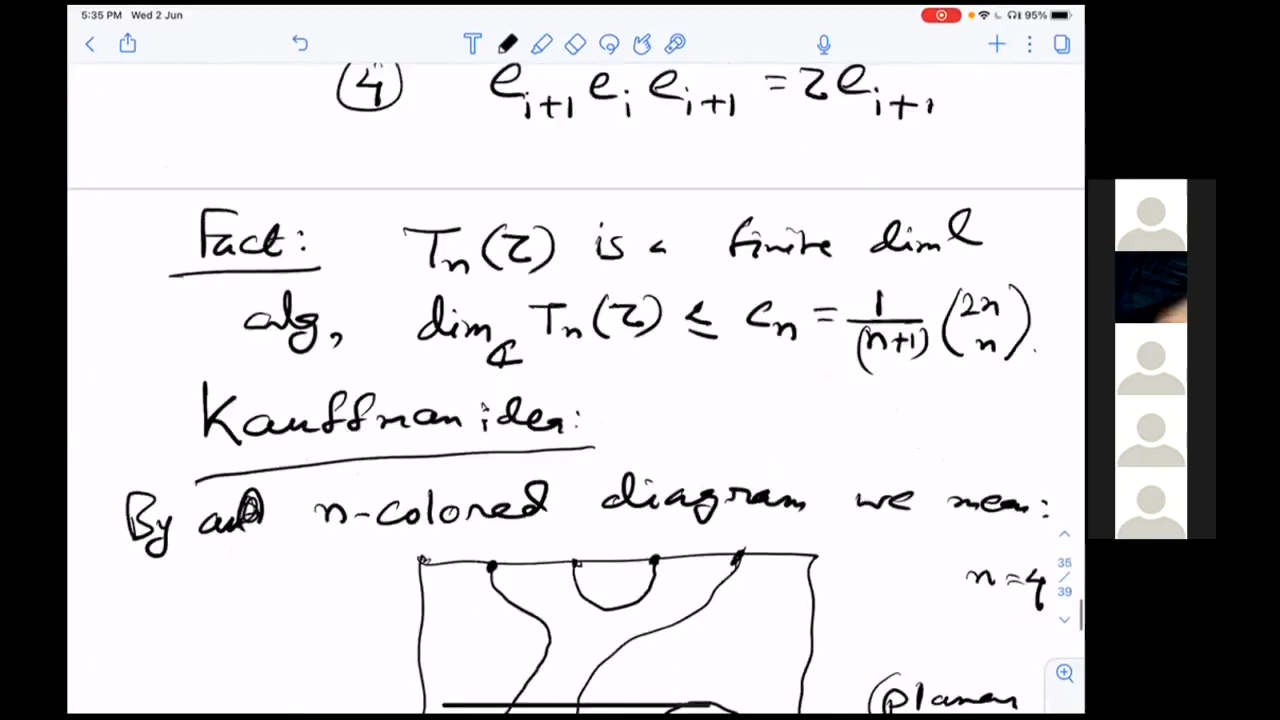 5:35 PM Wed 2 Jun
95%
④ e_{i+1} e_i e_{i+1} = τ e_{i+1}
Fact: T_n(τ) is a finite diml
alg, dim_ℂ T_n(τ) ≤ C_n = 1/(n+1) (2n n).
Kauffman idea:
By an n-colored diagram we mean:
n = 4
35
/
39
(planar